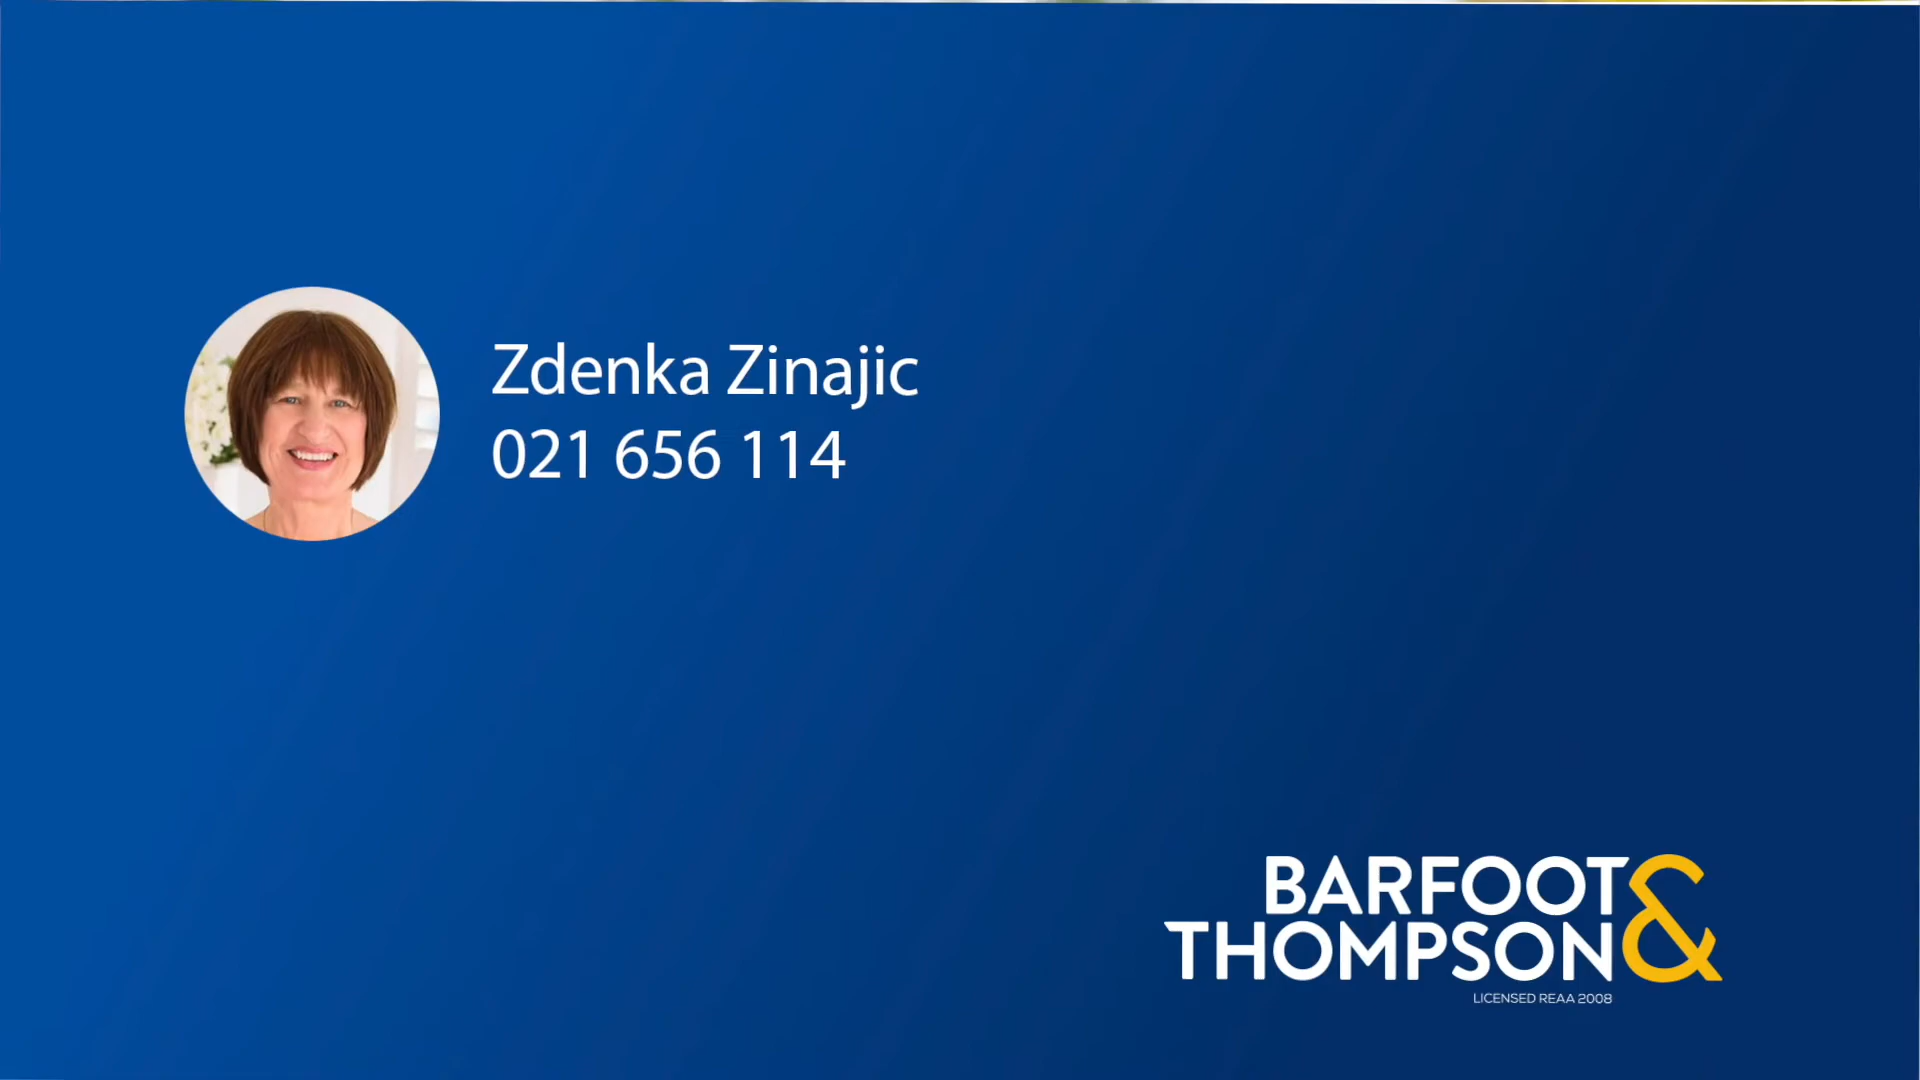 Zdenka Zinajic
021 656 114
BARFOOT &
THOMPSON
LICENSED REAA 2008